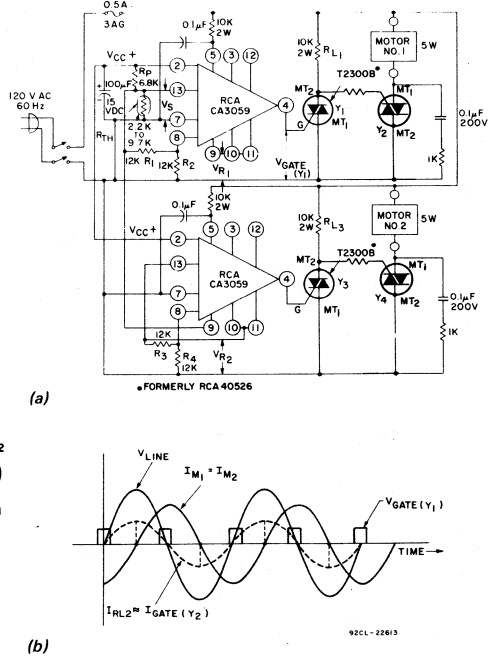 0.5A
3AG
0.1µF
10K
2W
VCC+
2
5
3
12
100µF
RP
6.8K
13
+
15
VDC
VS
7
RCA
CA3059
4
120 V AC
60 Hz
RTH
2.2K
TO
9.7K
8
9
10
11
12K
R1
12K
R2
VR1
G
VGATE
(Y1)
10K
2W
RL1
MT2
Y1
MT1
T2300B
MOTOR
NO. 1
5W
MT1
Y2
MT2
0.1µF
200V
1K
0.1µF
10K
2W
VCC+
2
5
3
12
13
7
RCA
CA3059
4
8
9
10
11
12K
R3
R4
12K
VR2
G
10K
2W
RL3
MT2
Y3
MT1
T2300B
MOTOR
NO. 2
5W
MT1
Y4
MT2
0.1µF
200V
1K
(a)
● FORMERLY RCA 40526
2
)
VLINE
IM1 = IM2
VGATE (Y1)
TIME
IRL2 ≈ IGATE (Y2)
92CL-22613
(b)